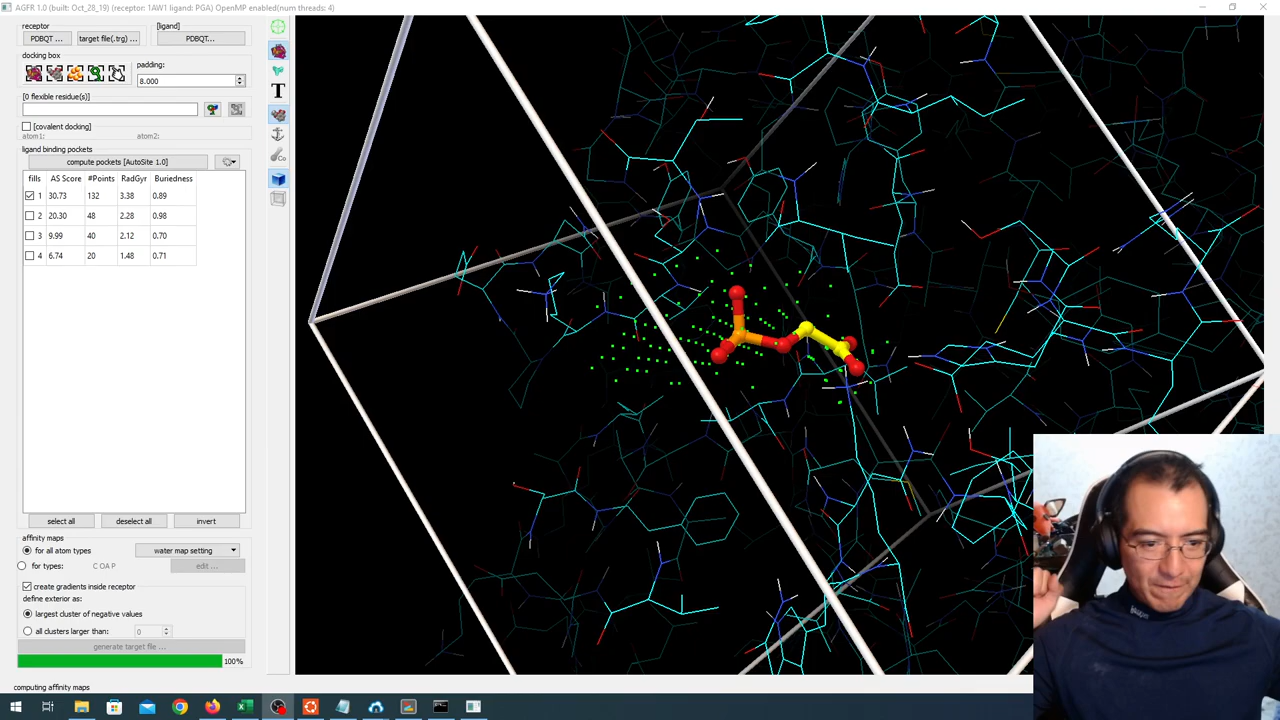 AGFR 1.0 (built: Oct_28_19) (receptor: 1AW1 ligand: PGA) OpenMP enabled(num threads: 4)
receptor
[ligand]
PDBQT ...
target file(.trg) ...
PDBQT...
docking box
padding:
8.000
[0 flexible residue(s)]
[covalent docking]
atom1:
atom2:
ligand binding pockets
compute pockets [AutoSite 1.0]
fills AS Score #Points RadGyr Buriedness
1 30.73 132 3.38 0.89
2 20.30 48 2.28 0.98
3 9.99 40 2.12 0.70
4 6.74 20 1.48 0.71
select all
deselect all
invert
affinity maps
for all atom types
water map setting
for types:
C OA P
edit ...
create gradients inside receptor
define exterior as:
largest cluster of negative values
all clusters larger than:
0
generate target file ...
100%
computing affinity maps
T
Co